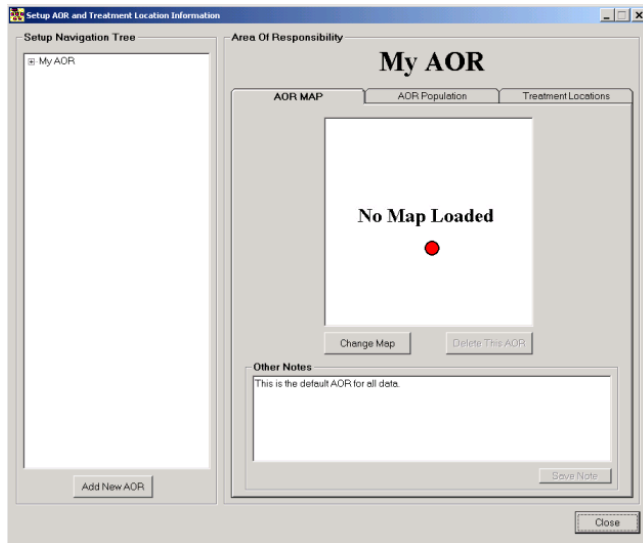 Setup AOR and Treatment Location Information
Setup Navigation Tree
My AOR
Add New AOR
Area Of Responsibility
My AOR
AOR MAP
AOR Population
Treatment Locations
No Map Loaded
Change Map
Delete This AOR
Other Notes
This is the default AOR for all data.
Save Note
Close